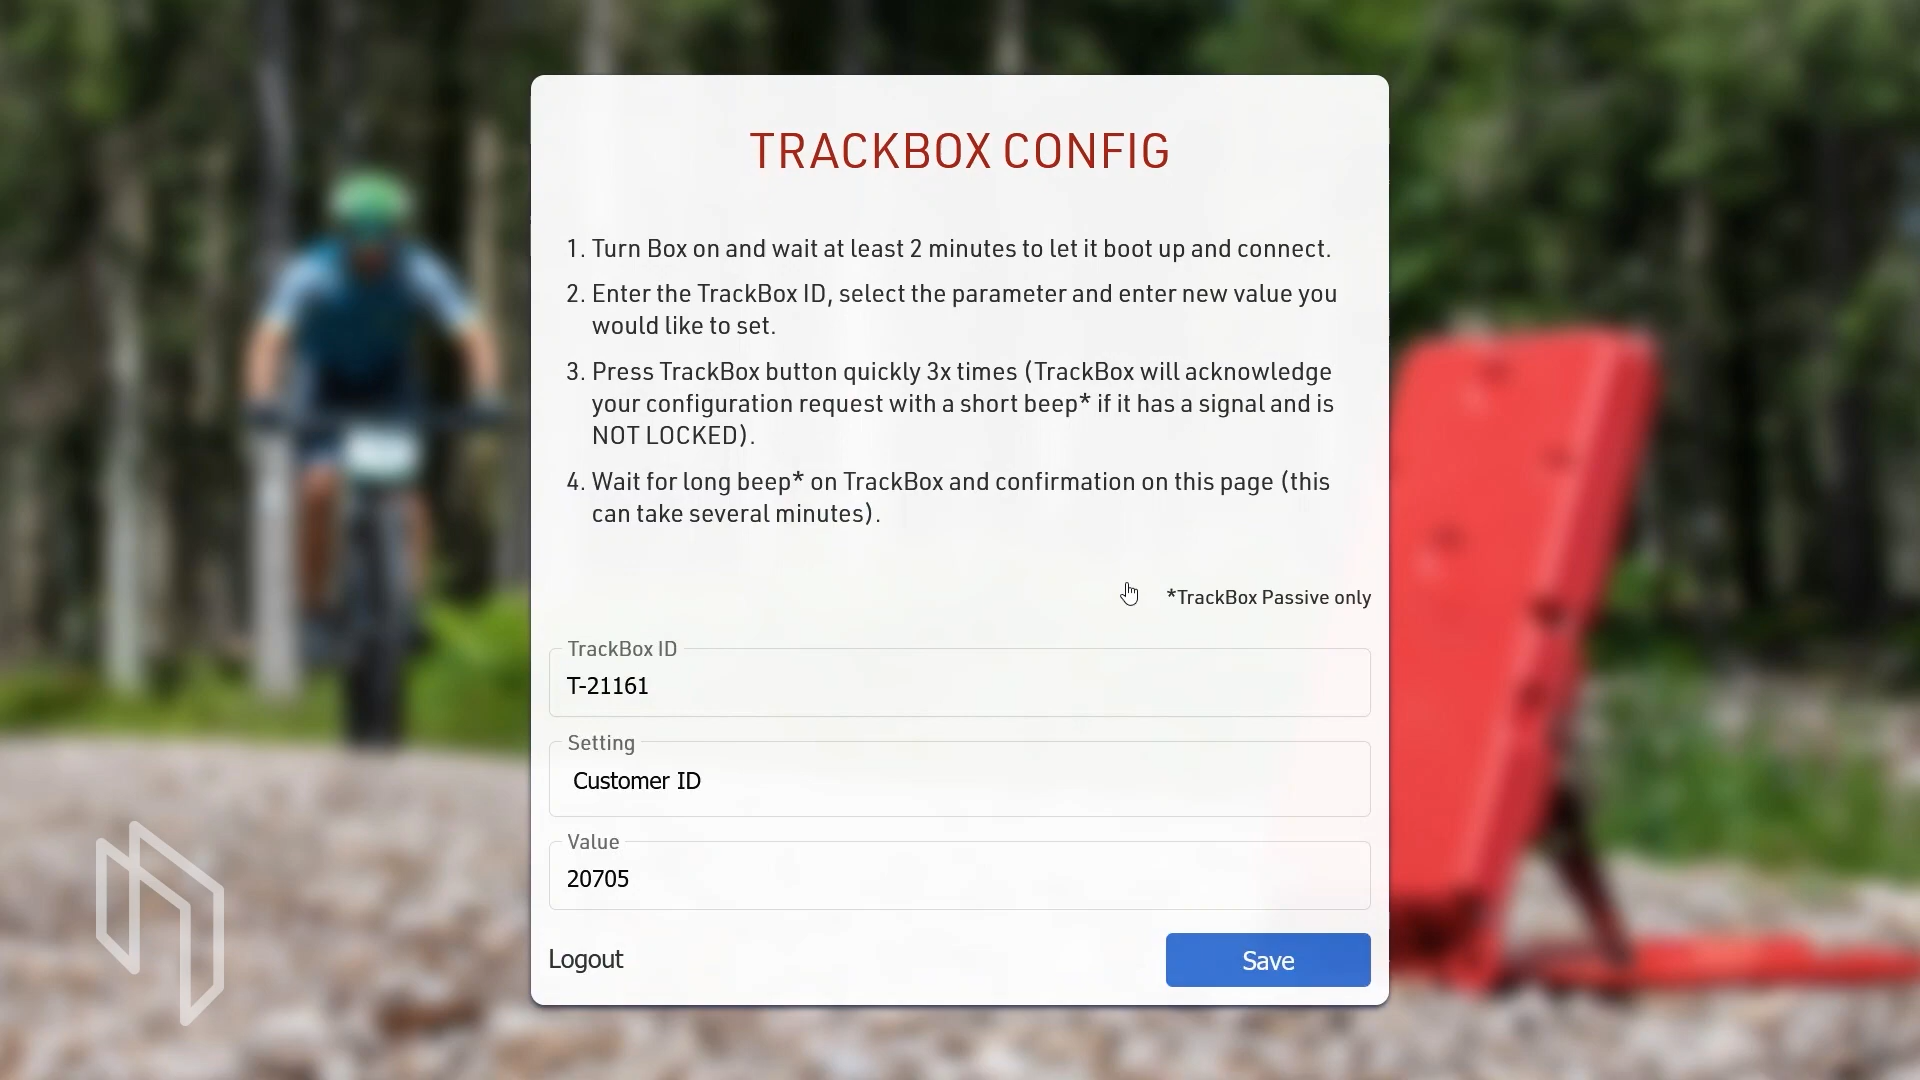 TRACKBOX CONFIG
1. Turn Box on and wait at least 2 minutes to let it boot up and connect.
2. Enter the TrackBox ID, select the parameter and enter new value you
would like to set.
3. Press TrackBox button quickly 3x times (TrackBox will acknowledge
your configuration request with a short beep* if it has a signal and is
NOT LOCKED).
4. Wait for long beep* on TrackBox and confirmation on this page (this
can take several minutes).
*TrackBox Passive only
TrackBox ID
T-21161
Setting
Customer ID
Value
20705
Logout
Save